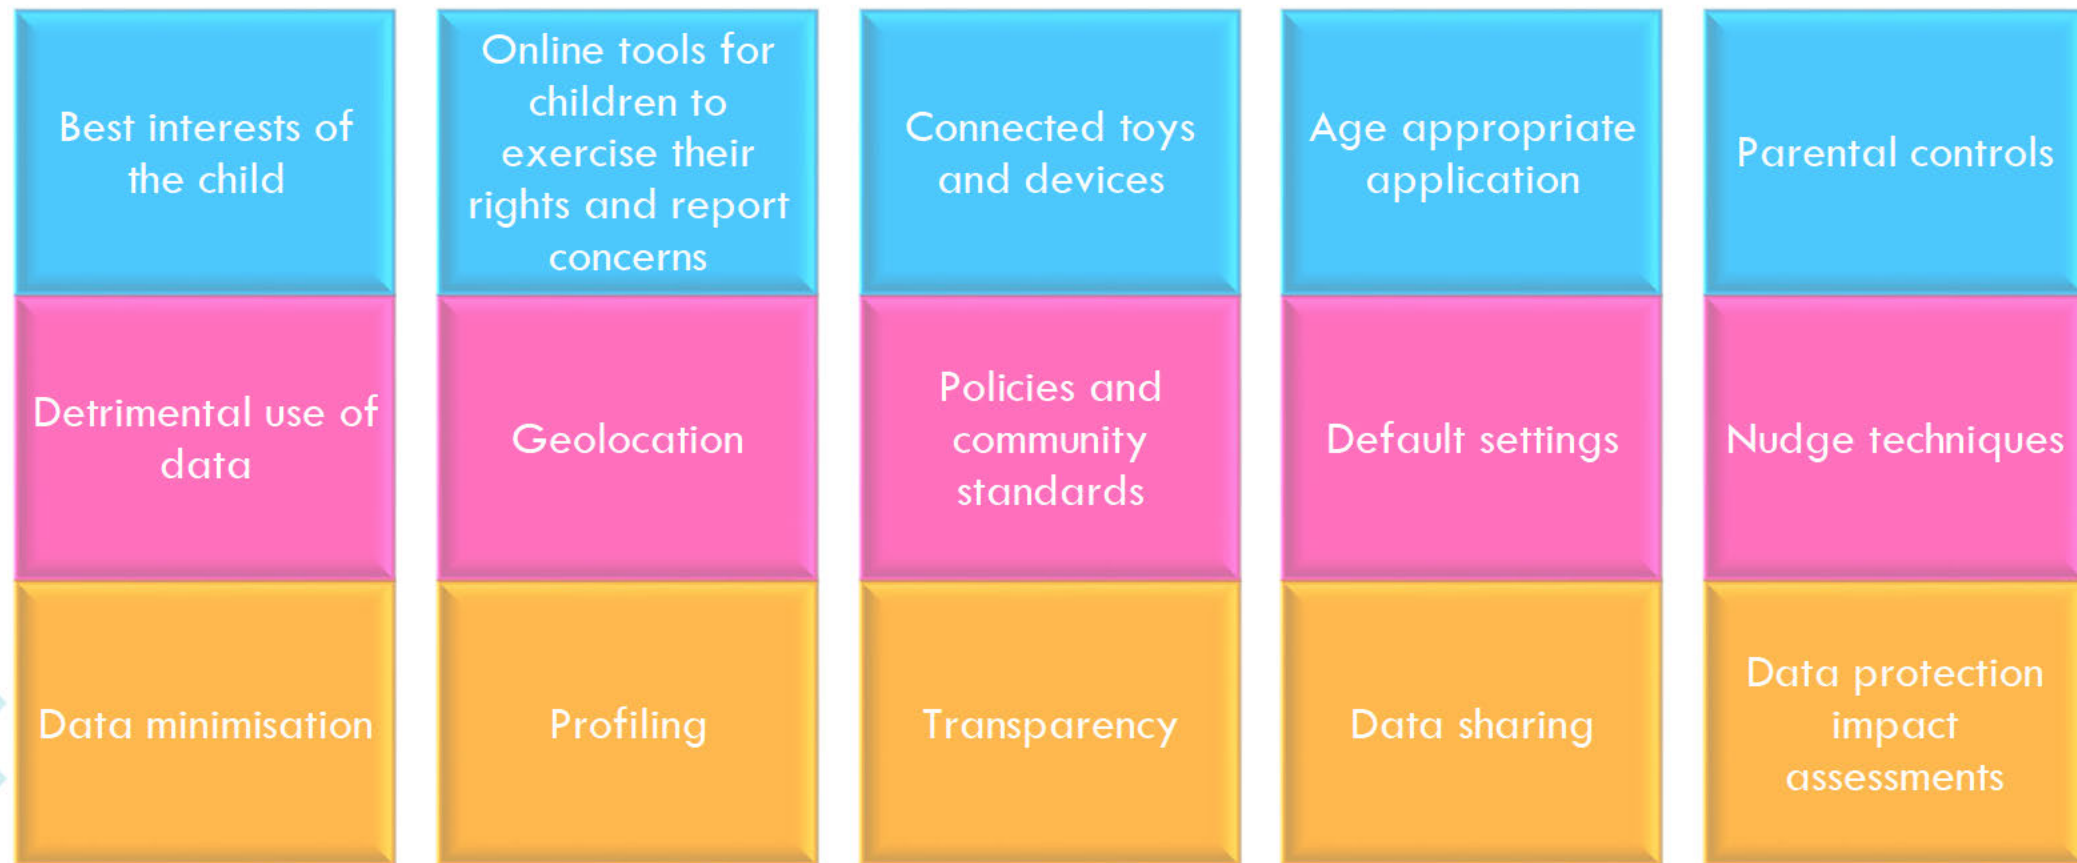 Best interests of
the child
Online tools for
children to
exercise their
rights and report
concerns
Connected toys
and devices
Age appropriate
application
Parental controls
Detrimental use of
data
Geolocation
Policies and
community
standards
Default settings
Nudge techniques
Data minimisation
Profiling
Transparency
Data sharing
Data protection
impact
assessments